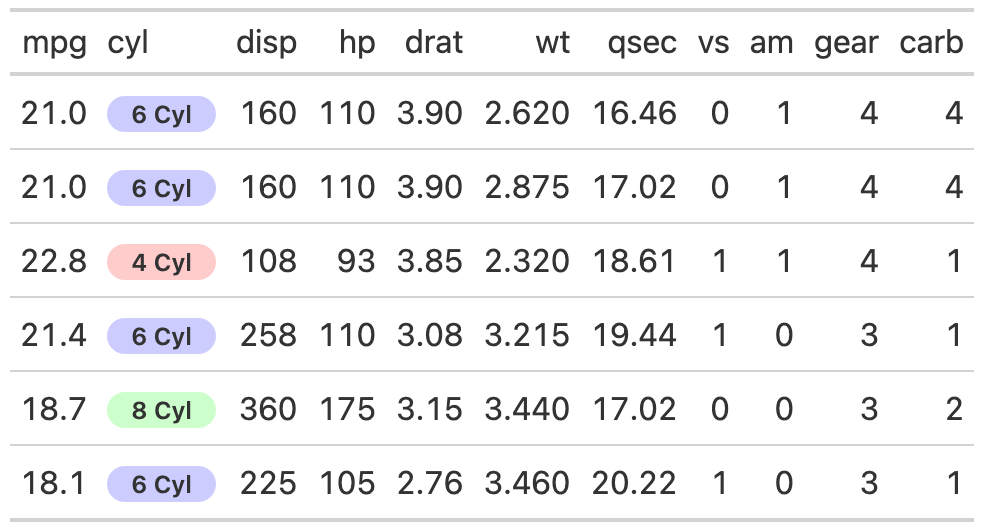 mpg cyl disp hp drat wt qsec vs am gear carb
21.0 6 Cyl 160 110 3.90 2.620 16.46 0 1 4 4
21.0 6 Cyl 160 110 3.90 2.875 17.02 0 1 4 4
22.8 4 Cyl 108 93 3.85 2.320 18.61 1 1 4 1
21.4 6 Cyl 258 110 3.08 3.215 19.44 1 0 3 1
18.7 8 Cyl 360 175 3.15 3.440 17.02 0 0 3 2
18.1 6 Cyl 225 105 2.76 3.460 20.22 1 0 3 1